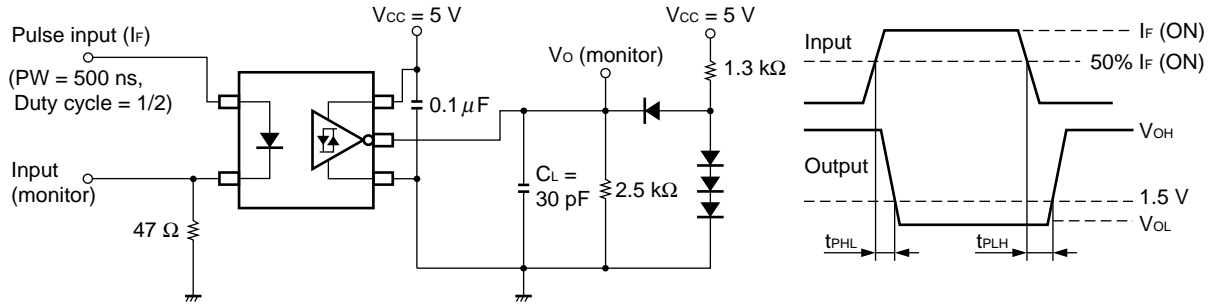 Pulse input (IF)
(PW = 500 ns,
Duty cycle = 1/2)
Input
(monitor)
47 Ω
VCC = 5 V
0.1 μF
VO (monitor)
CL =
30 pF
2.5 kΩ
VCC = 5 V
1.3 kΩ
Input
IF (ON)
50% IF (ON)
VOH
Output
1.5 V
VOL
tPHL
tPLH